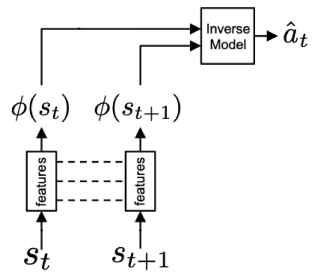 Inverse
Model
â_t
ϕ(s_t)
ϕ(s_{t+1})
features
features
s_t
s_{t+1}